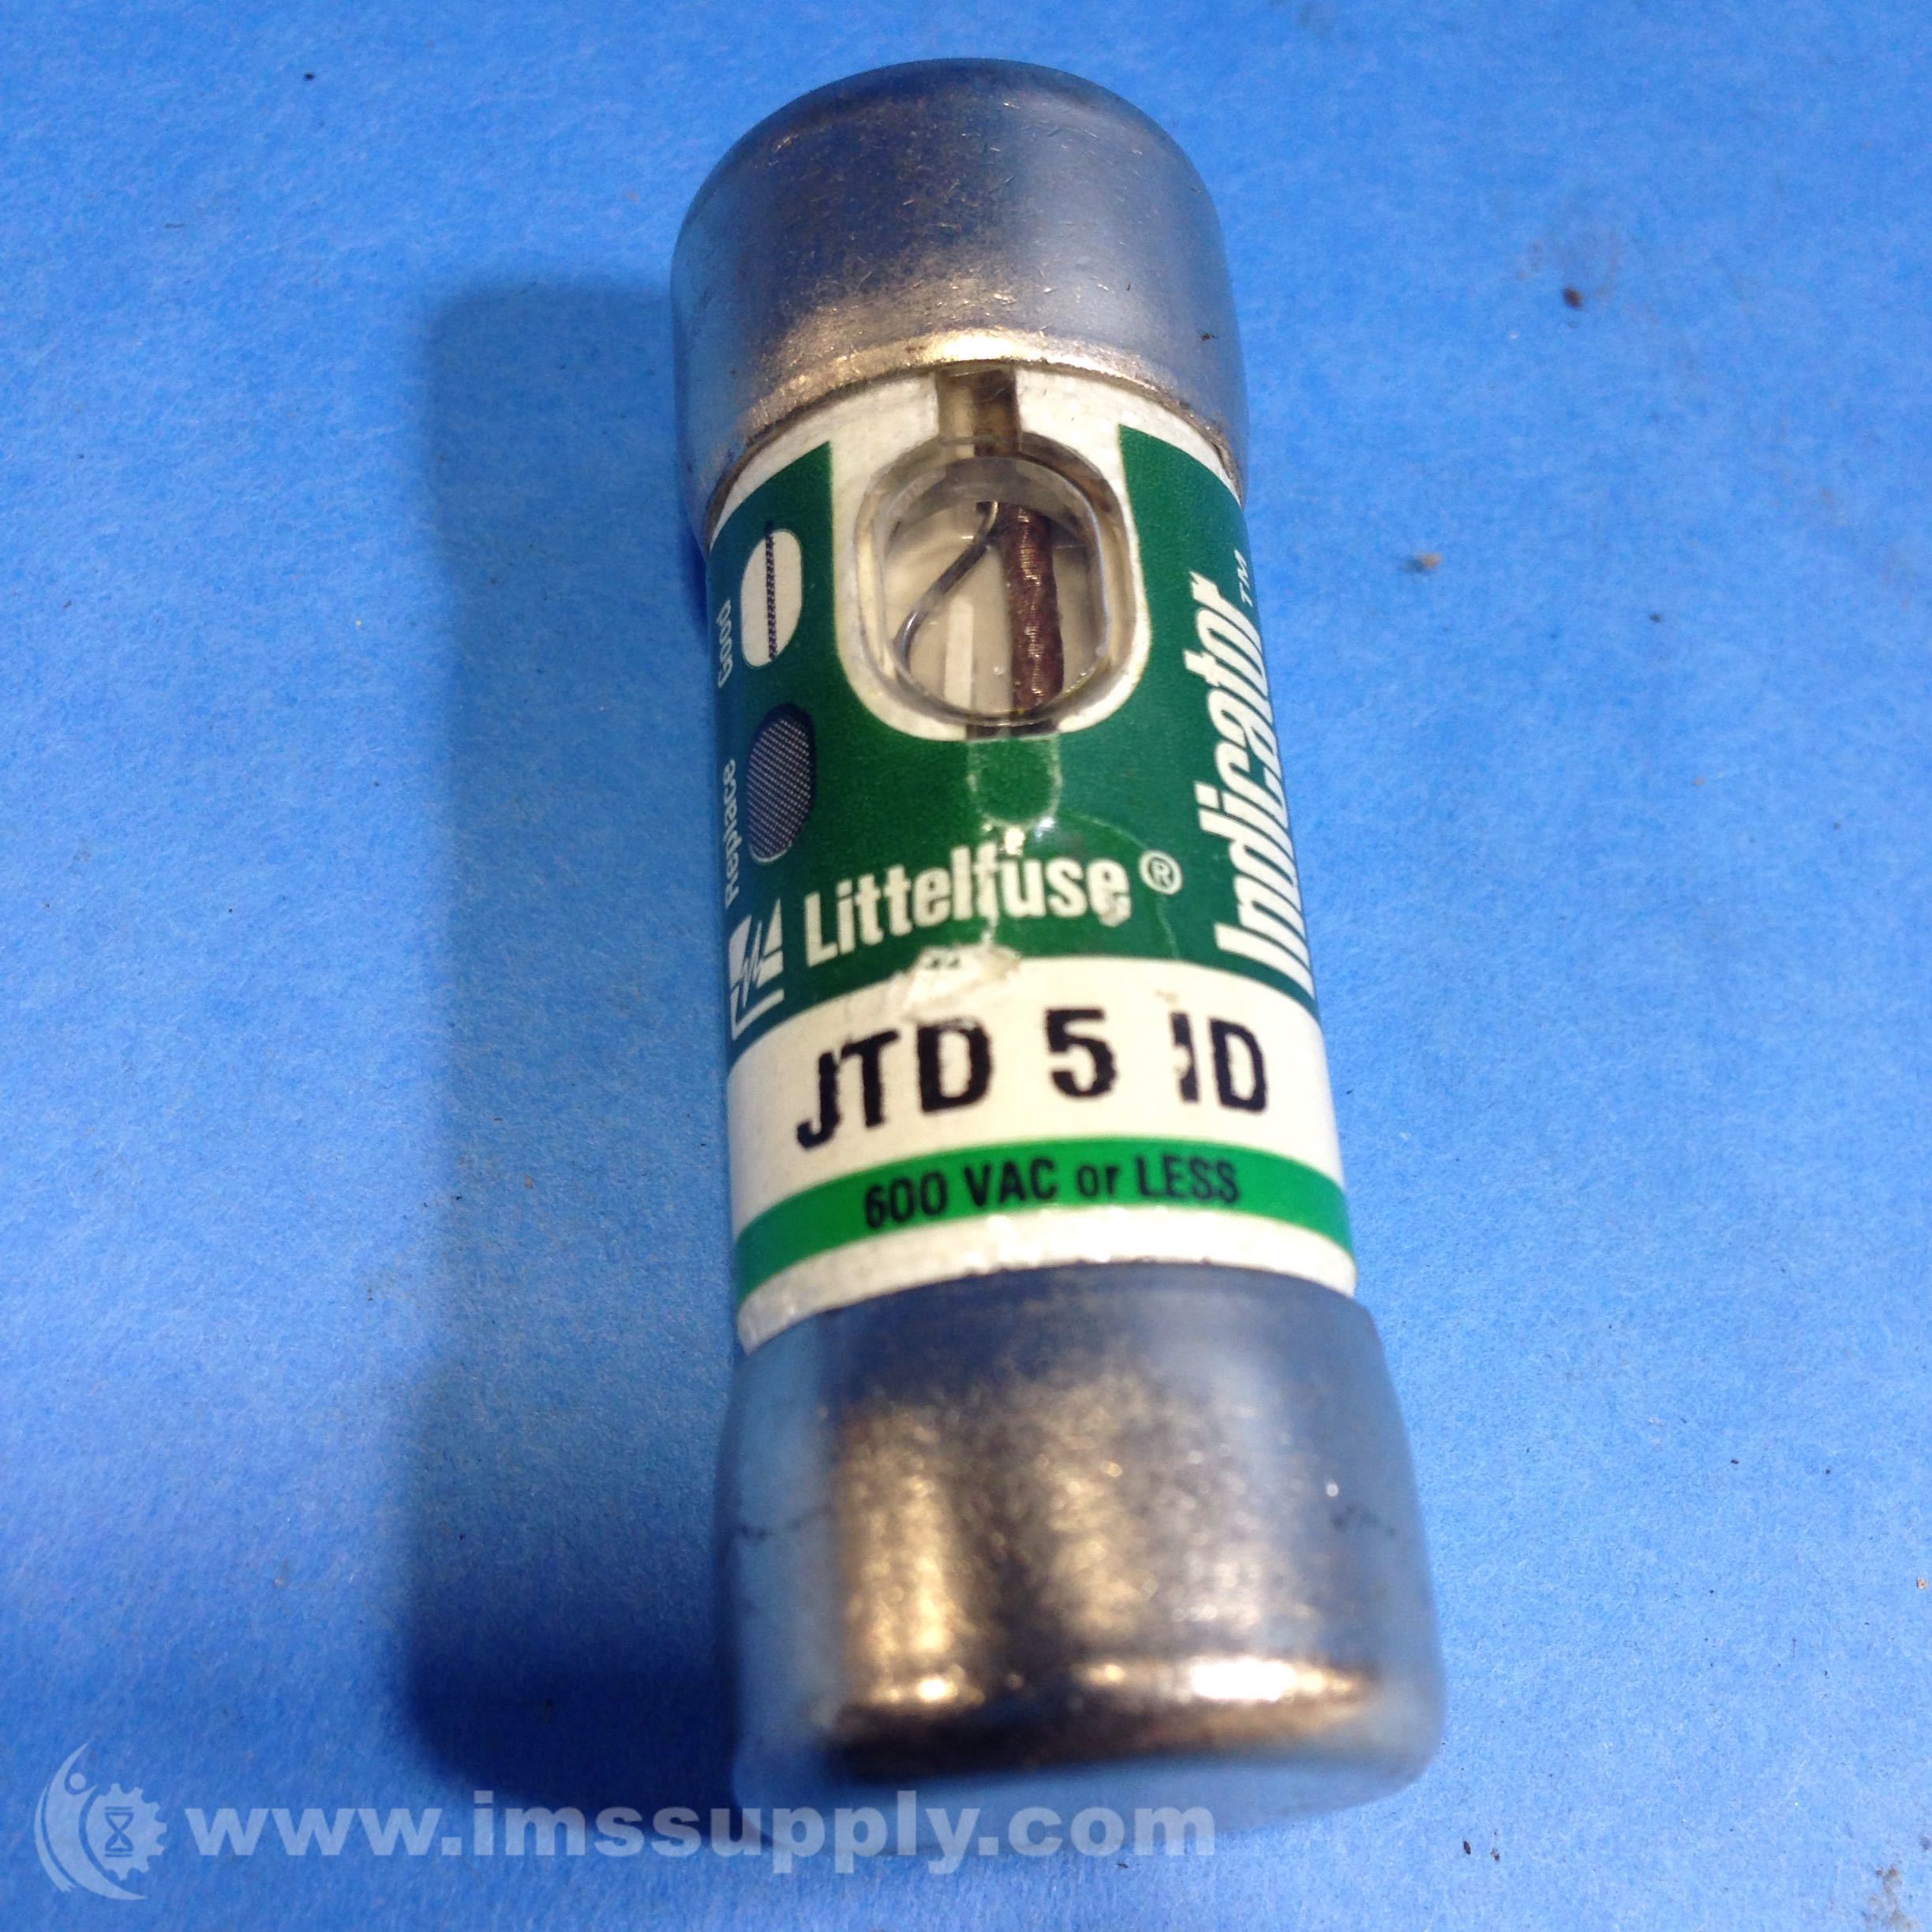 Good
Replace
Littelfuse®
Indicator™
JTD 5 ID
600 VAC or LESS
www.imssupply.com